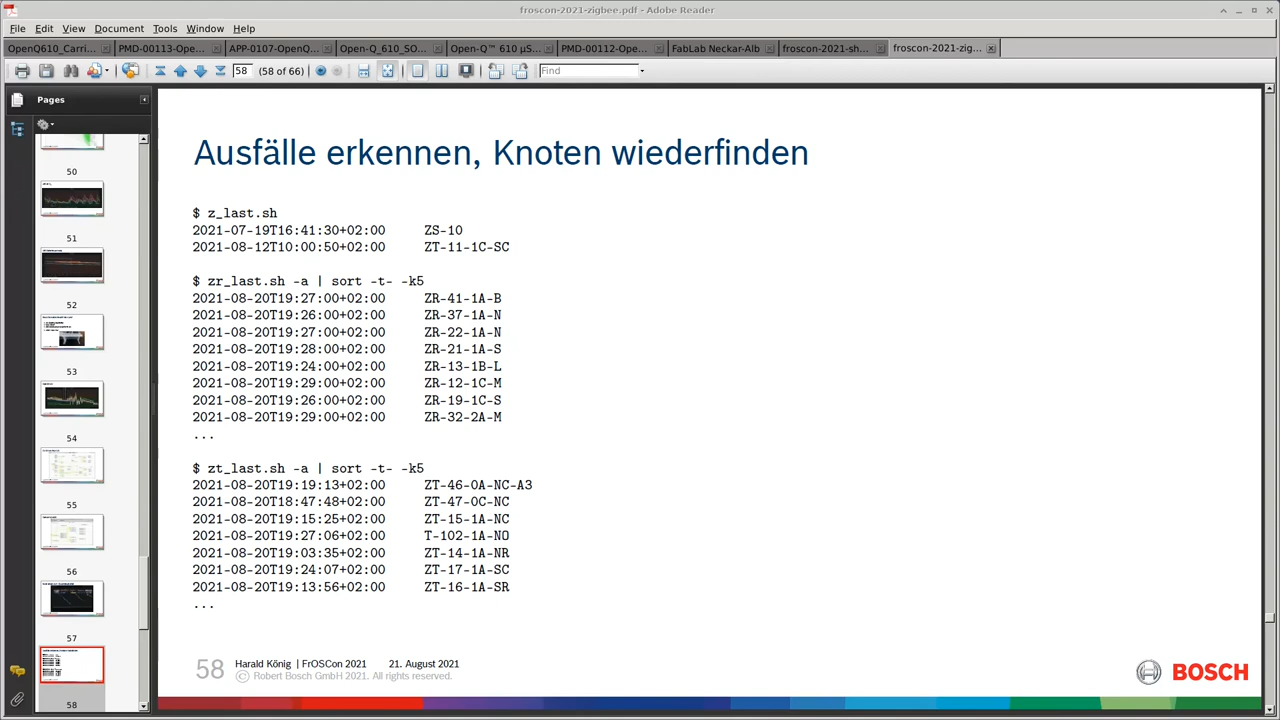 froscon-2021-zigbee.pdf - Adobe Reader
File Edit View Document Tools Window Help
OpenQ610_Carri... PMD-00113-Ope... APP-0107-OpenQ... Open-Q_610_SO... Open-Q™ 610 µS... PMD-00112-Ope... FabLab Neckar-Alb froscon-2021-sh... froscon-2021-zig...
58 (58 of 66) Find
Pages
50
51
52
53
54
55
56
57
58
Ausfälle erkennen, Knoten wiederfinden
$ z_last.sh
2021-07-19T16:41:30+02:00 ZS-10
2021-08-12T10:00:50+02:00 ZT-11-1C-SC
$ zr_last.sh -a | sort -t- -k5
2021-08-20T19:27:00+02:00 ZR-41-1A-B
2021-08-20T19:26:00+02:00 ZR-37-1A-N
2021-08-20T19:27:00+02:00 ZR-22-1A-N
2021-08-20T19:28:00+02:00 ZR-21-1A-S
2021-08-20T19:24:00+02:00 ZR-13-1B-L
2021-08-20T19:29:00+02:00 ZR-12-1C-M
2021-08-20T19:26:00+02:00 ZR-19-1C-S
2021-08-20T19:29:00+02:00 ZR-32-2A-M
...
$ zt_last.sh -a | sort -t- -k5
2021-08-20T19:19:13+02:00 ZT-46-0A-NC-A3
2021-08-20T18:47:48+02:00 ZT-47-0C-NC
2021-08-20T19:15:25+02:00 ZT-15-1A-NC
2021-08-20T19:27:06+02:00 T-102-1A-NO
2021-08-20T19:03:35+02:00 ZT-14-1A-NR
2021-08-20T19:24:07+02:00 ZT-17-1A-SC
2021-08-20T19:13:56+02:00 ZT-16-1A-SR
...
58 Harald König | FrOSCon 2021 21. August 2021
© Robert Bosch GmbH 2021. All rights reserved.
BOSCH